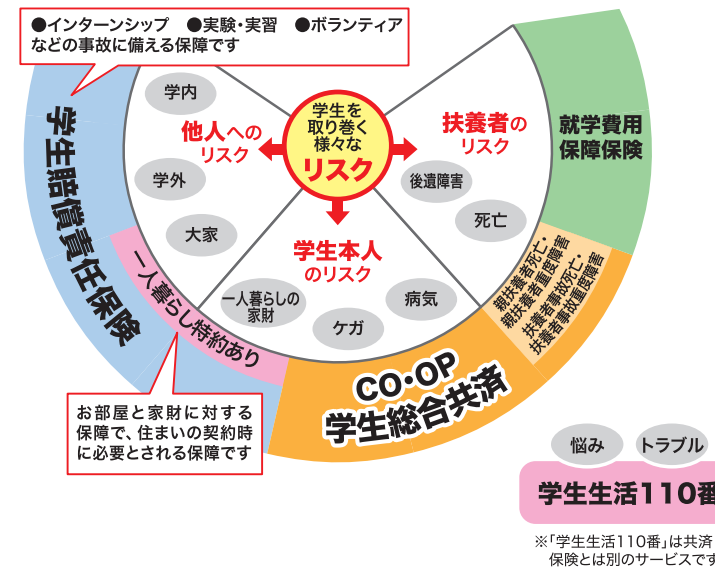 ●インターンシップ ●実験・実習 ●ボランティア
などの事故に備える保障です
学生を
取り巻く
様々な
リスク
他人への
リスク
学内
学外
大家
扶養者の
リスク
後遺障害
死亡
学生本人
のリスク
一人暮らしの
家財
ケガ
病気
学生賠償責任保険
一人暮らし特約あり
お部屋と家財に対する
保障で、住まいの契約時
に必要とされる保障です
CO・OP
学生総合共済
親扶養者死亡・
親扶養者重度障害
扶養者事故死亡・
扶養者事故重度障害
就学費用
保障保険
悩み
トラブル
学生生活110番
※「学生生活110番」は共済
保険とは別のサービスです